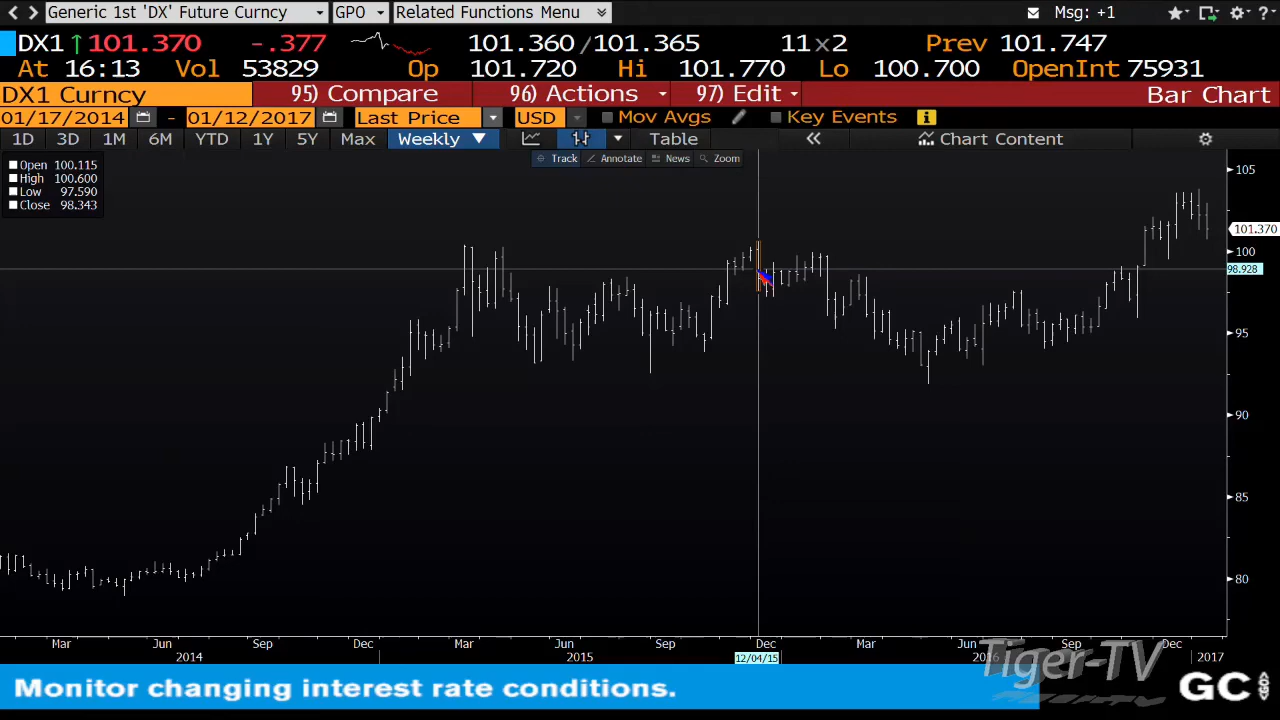 Generic 1st 'DX' Future Curncy GPO Related Functions Menu Msg: +1
DX1 ↑ 101.370 -.377 101.360 /101.365 11x2 Prev 101.747
At 16:13 Vol 53829 Op 101.720 Hi 101.770 Lo 100.700 OpenInt 75931
DX1 Curncy 95) Compare 96) Actions 97) Edit Bar Chart
01/17/2014 - 01/12/2017 Last Price USD Mov Avgs Key Events
1D 3D 1M 6M YTD 1Y 5Y Max Weekly ▼ Table « Chart Content
Track Annotate News Zoom
Open 100.115
High 100.600
Low 97.590
Close 98.343
105
101.370
100
98.928
95
90
85
80
Mar Jun Sep Dec Mar Jun Sep Dec Mar Jun Sep Dec
2014 2015 12/04/15 2016 2017
Tiger-TV
Monitor changing interest rate conditions.
GC